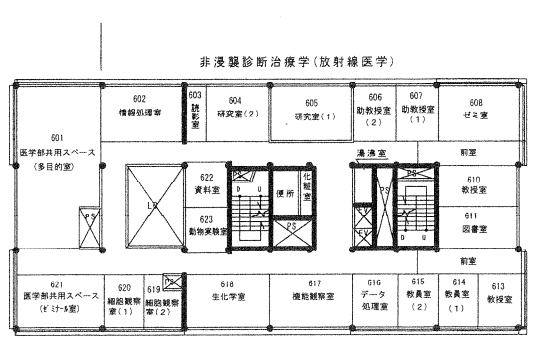 非浸襲診断治療学(放射線医学)
601
医学部共用スペース
(多目的室)
602
情報処理室
603
読影室
604
研究室(2)
605
研究室(1)
606
助教授室
(2)
607
助教授室
(1)
608
ゼミ室
湯沸室
前室
PS
610
教授室
611
図書室
前室
622
資料室
623
動物実験室
PS
D U
便所
化粧室
PS
PS
EV
EV
D U
PS
621
医学部共用スペース
(ゼミナール室)
620
細胞観察
室(1)
619
細胞観察
室(2)
PS
618
生化学室
617
機能観察室
616
データ
処理室
615
教員室
(2)
614
教員室
(1)
613
教授室